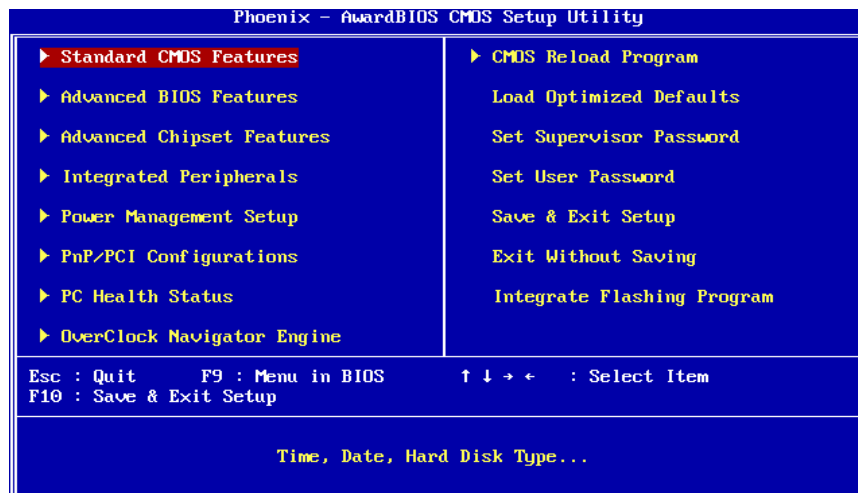 Phoenix - AwardBIOS CMOS Setup Utility
Standard CMOS Features
Advanced BIOS Features
Advanced Chipset Features
Integrated Peripherals
Power Management Setup
PnP/PCI Configurations
PC Health Status
OverClock Navigator Engine
CMOS Reload Program
Load Optimized Defaults
Set Supervisor Password
Set User Password
Save & Exit Setup
Exit Without Saving
Integrate Flashing Program
Esc : Quit F9 : Menu in BIOS ↑ ↓ → ← : Select Item
F10 : Save & Exit Setup
Time, Date, Hard Disk Type...